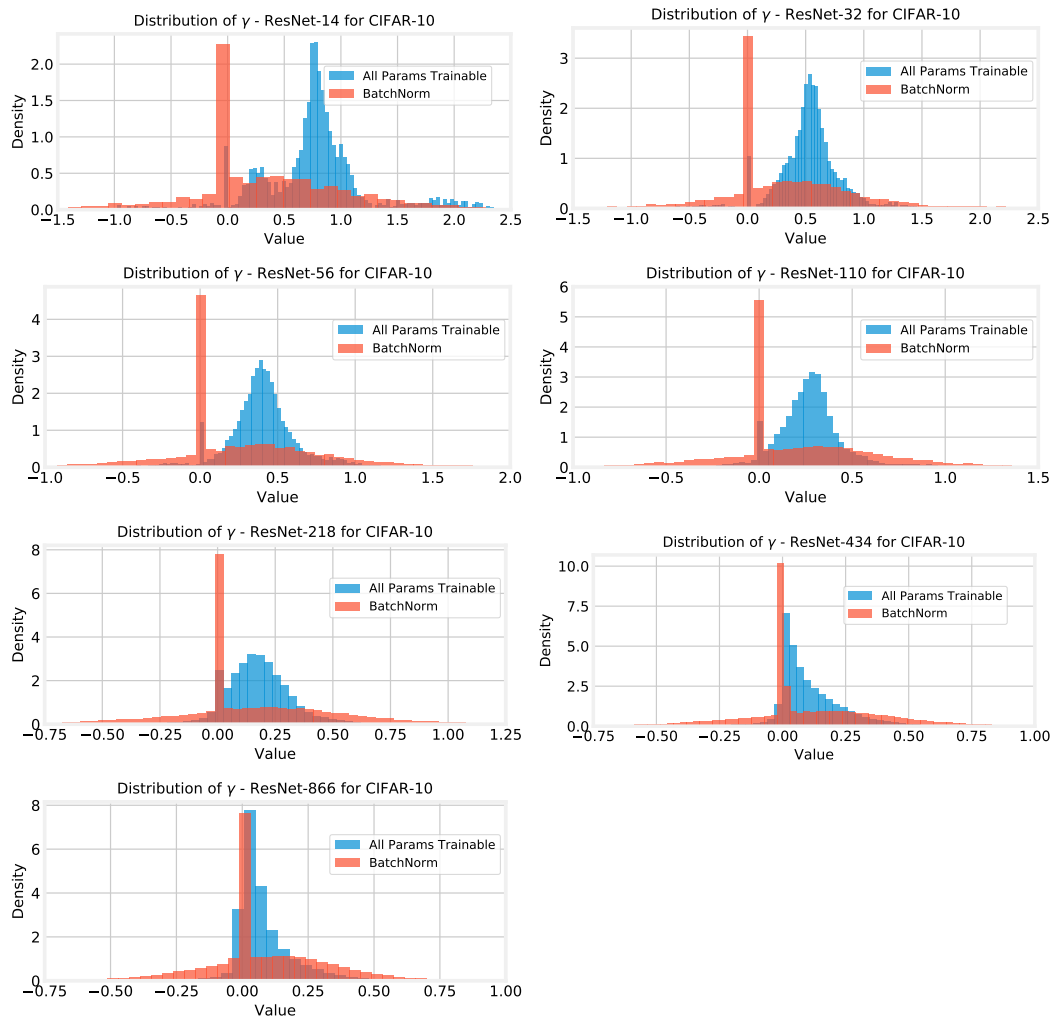 Distribution of γ - ResNet-14 for CIFAR-10
Density
2.0
1.5
1.0
0.5
0.0
All Params Trainable
BatchNorm
−1.5 −1.0 −0.5 0.0 0.5 1.0 1.5 2.0 2.5
Value
Distribution of γ - ResNet-32 for CIFAR-10
Density
3
2
1
0
All Params Trainable
BatchNorm
−1.5 −1.0 −0.5 0.0 0.5 1.0 1.5 2.0 2.5
Value
Distribution of γ - ResNet-56 for CIFAR-10
Density
4
3
2
1
0
All Params Trainable
BatchNorm
−1.0 −0.5 0.0 0.5 1.0 1.5 2.0
Value
Distribution of γ - ResNet-110 for CIFAR-10
Density
6
5
4
3
2
1
0
All Params Trainable
BatchNorm
−1.0 −0.5 0.0 0.5 1.0 1.5
Value
Distribution of γ - ResNet-218 for CIFAR-10
Density
8
6
4
2
0
All Params Trainable
BatchNorm
−0.75 −0.50 −0.25 0.00 0.25 0.50 0.75 1.00 1.25
Value
Distribution of γ - ResNet-434 for CIFAR-10
Density
10.0
7.5
5.0
2.5
0.0
All Params Trainable
BatchNorm
−0.75 −0.50 −0.25 0.00 0.25 0.50 0.75 1.00
Value
Distribution of γ - ResNet-866 for CIFAR-10
Density
8
6
4
2
0
All Params Trainable
BatchNorm
−0.75 −0.50 −0.25 0.00 0.25 0.50 0.75 1.00
Value